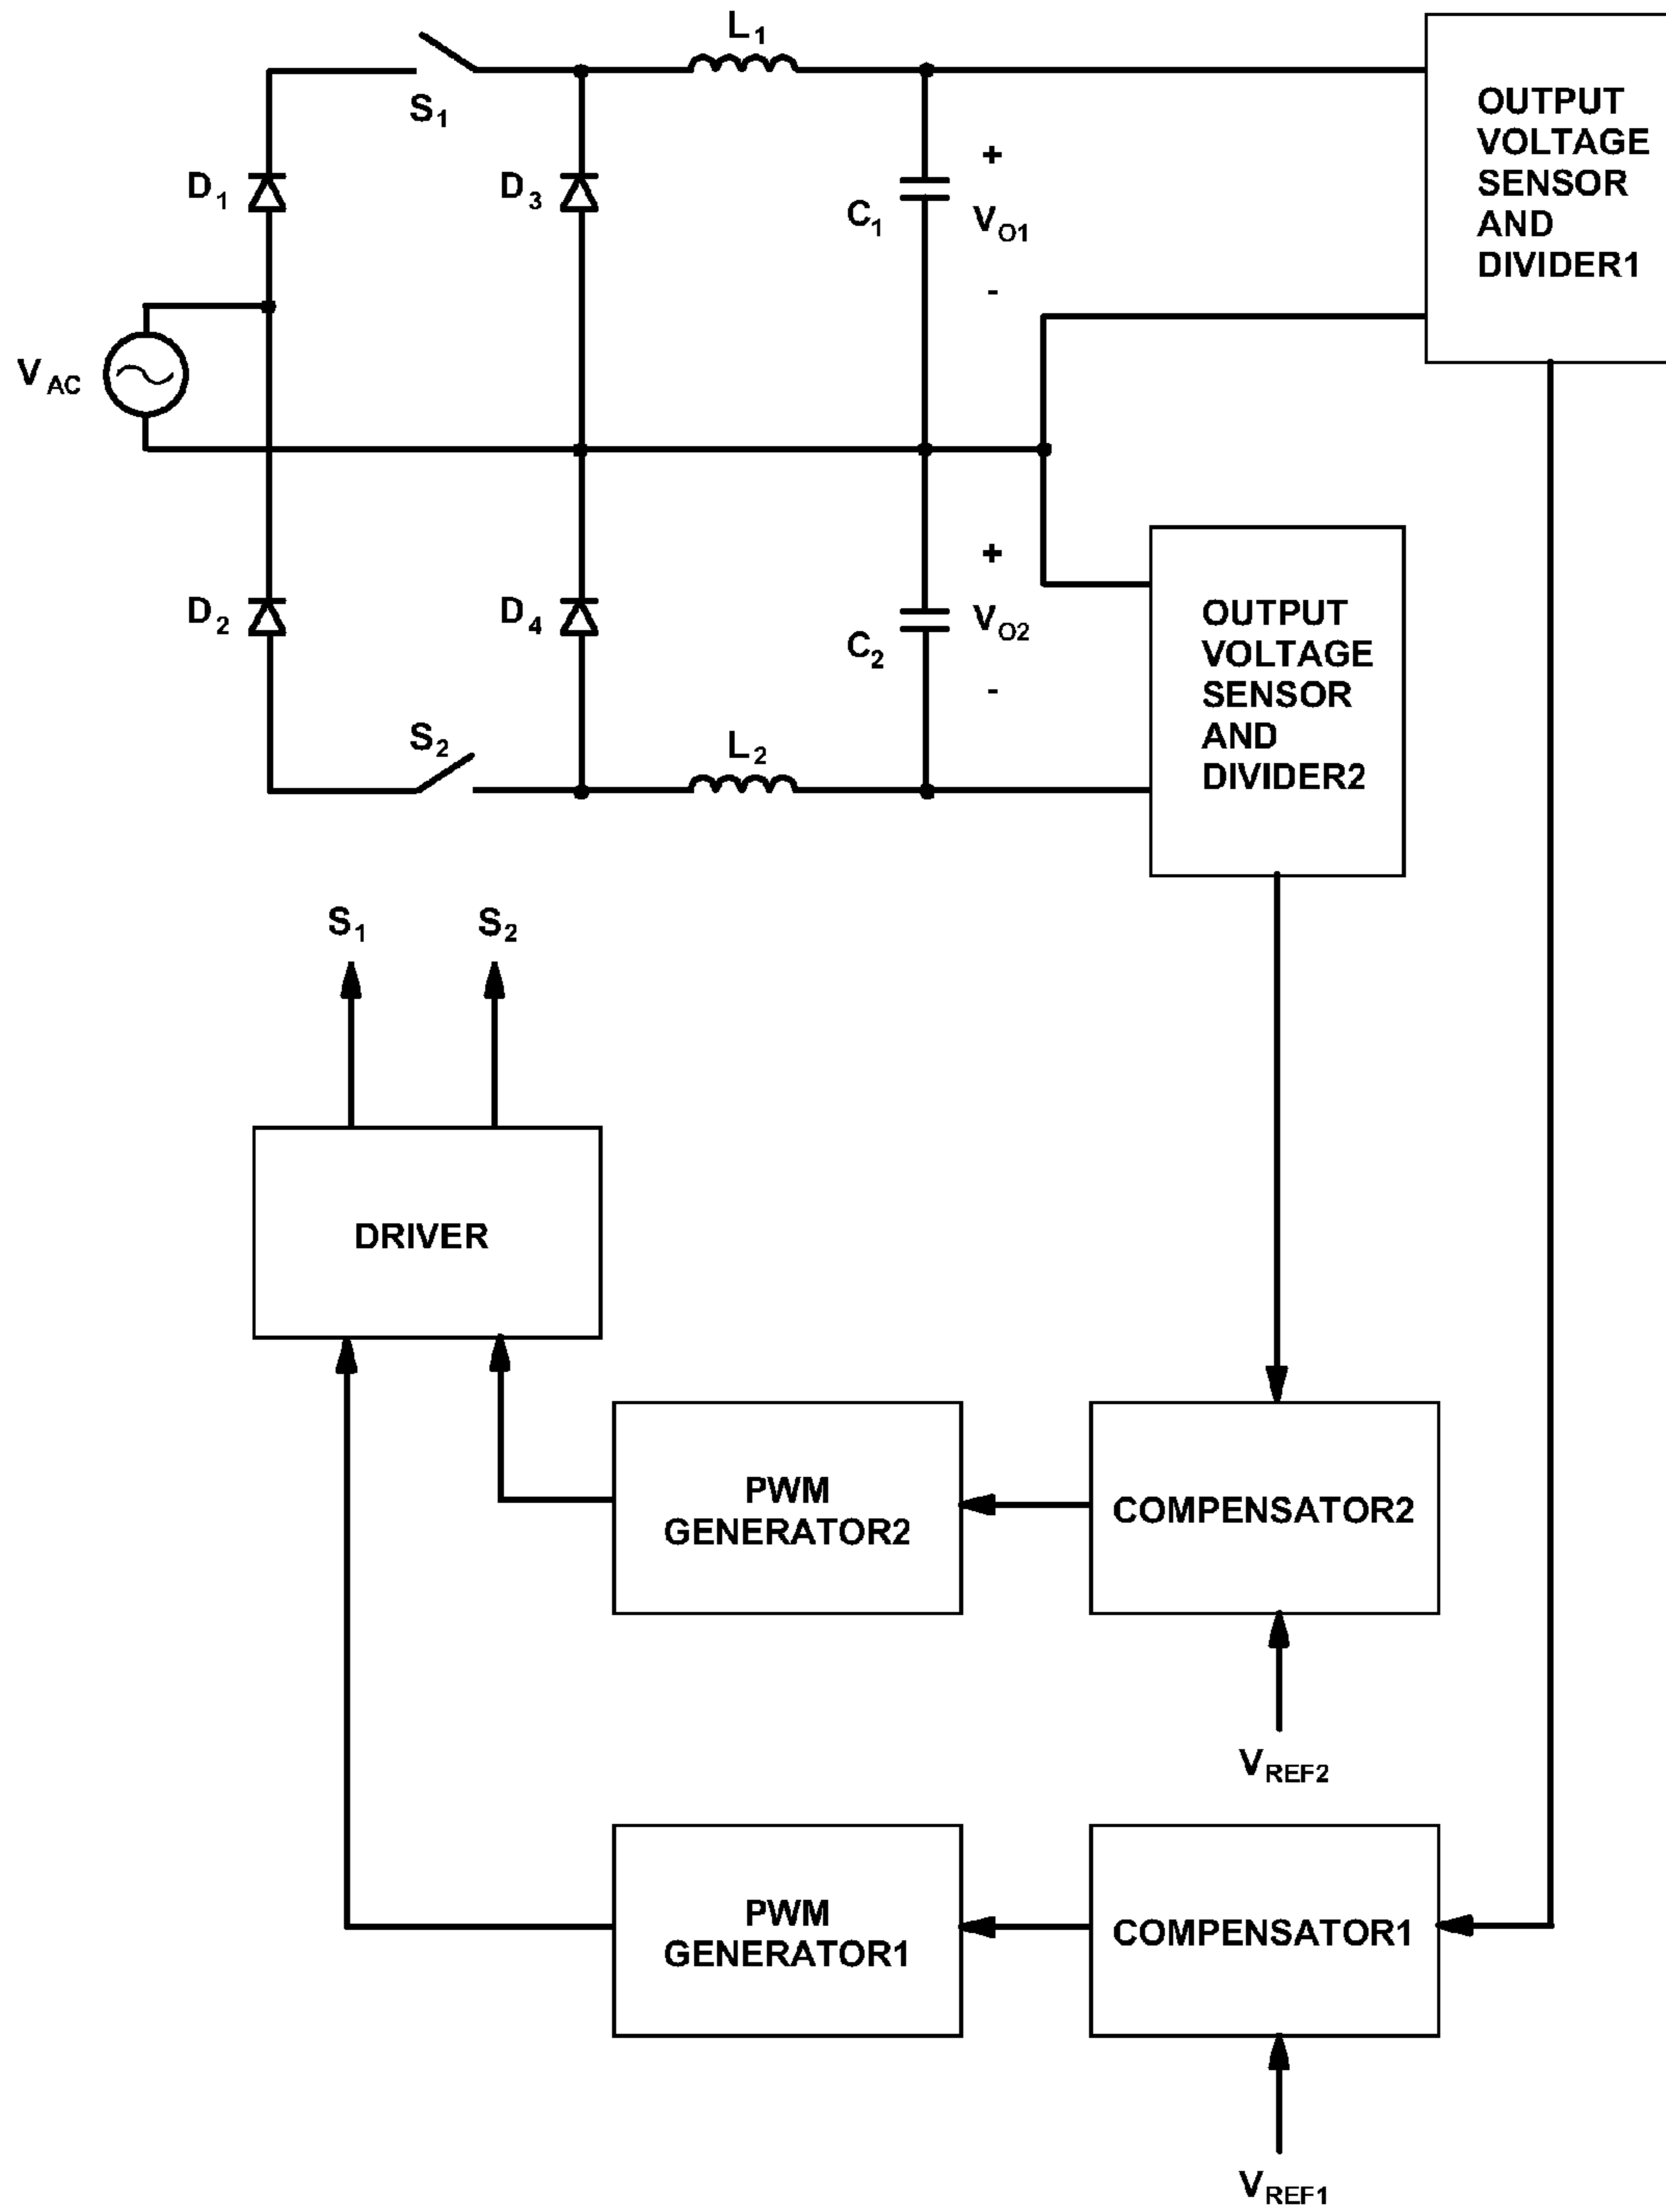 L1
S1
OUTPUT
VOLTAGE
SENSOR
AND
DIVIDER1
D1
D3
C1
+
VO1
-
VAC
D2
D4
C2
+
VO2
-
OUTPUT
VOLTAGE
SENSOR
AND
DIVIDER2
S2
L2
S1
S2
DRIVER
PWM
GENERATOR2
COMPENSATOR2
VREF2
PWM
GENERATOR1
COMPENSATOR1
VREF1